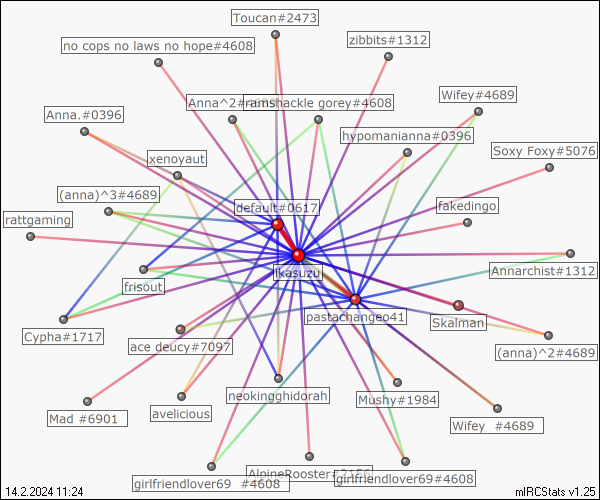 Toucan#2473
no cops no laws no hope#4608
zibbits#1312
Wifey#4689
Anna^2#
ramshackle gorey#4608
Anna.#0396
hypomanianna#0396
Soxy Foxy#5076
xenoyaut
(anna)^3#4689
default#0617
fakedingo
rattgaming
ikasuzu
Annarchist#1312
frisout
pastachangeo41
Skalman
Cypha#1717
ace deucy#7097
(anna)^2#4689
neokingghidorah
Mushy#1984
Mad #6901
avelicious
Wifey #4689
AlpineRooster#2156
girlfriendlover69 #4608
girlfriendlover69#4608
14.2.2024 11:24
mIRCStats v1.25